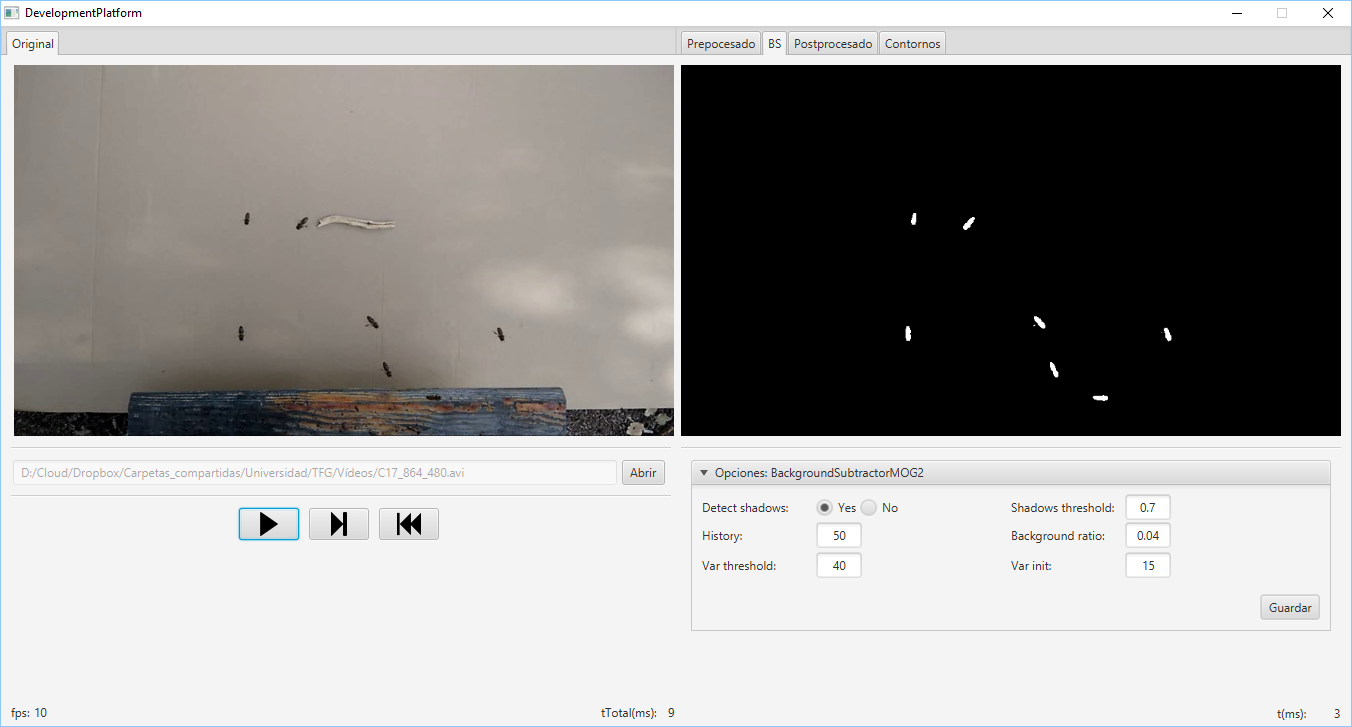 DevelopmentPlatform
Original
Prepocesado BS Postprocesado Contornos
D:/Cloud/Dropbox/Carpetas_compartidas/Universidad/TFG/Vídeos/C17_864_480.avi Abrir
Opciones: BackgroundSubtractorMOG2
Detect shadows: Yes No Shadows threshold: 0.7
History: 50 Background ratio: 0.04
Var threshold: 40 Var init: 15
Guardar
fps: 10 tTotal(ms): 9 t(ms): 3